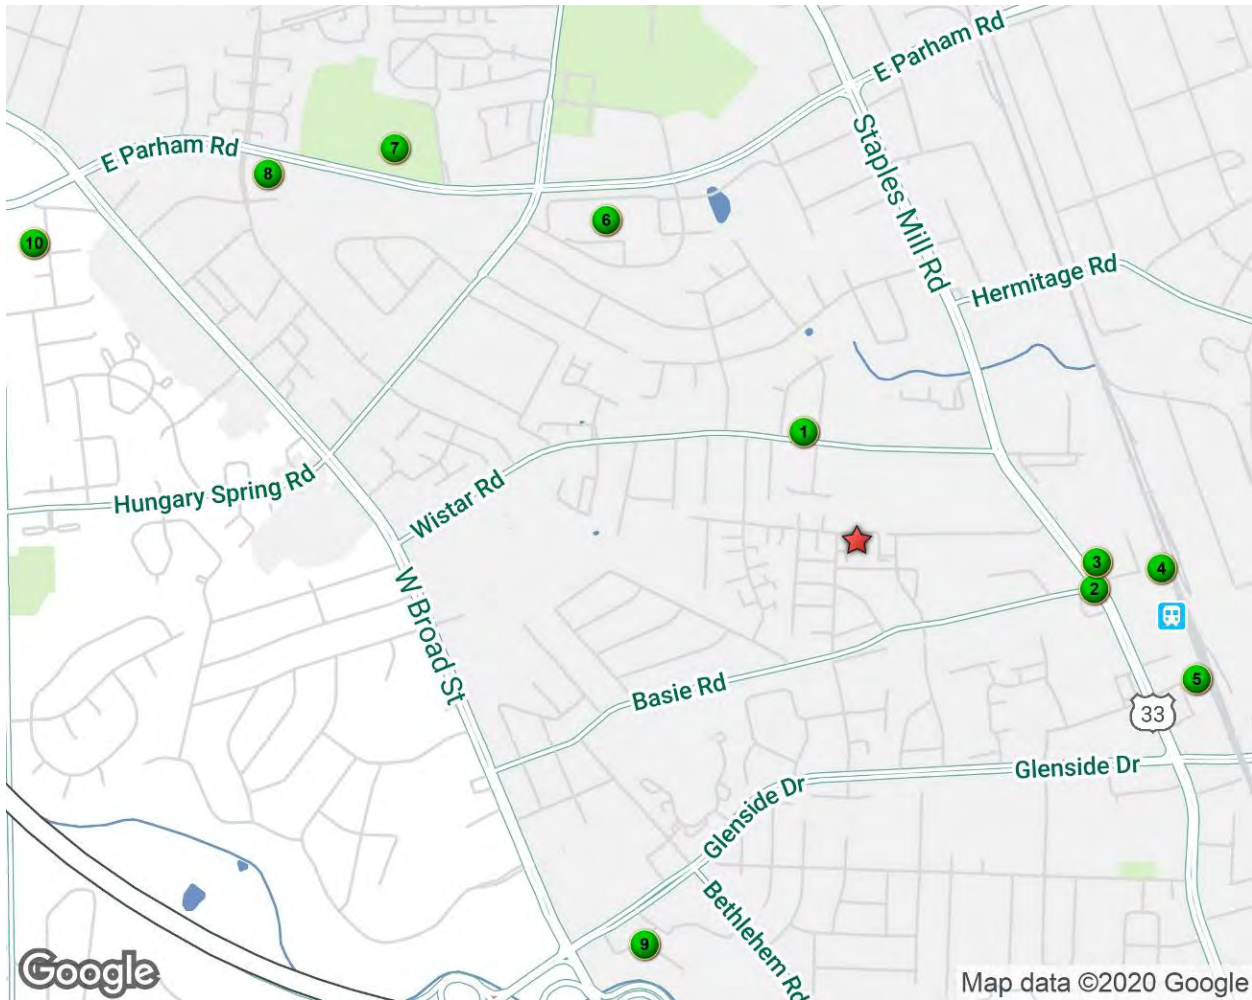 E Parham Rd
E Parham Rd
7
8
Staples Mill Rd
6
10
Hermitage Rd
1
Hungary Spring Rd
Wistar Rd
3
4
2
W Broad St
Basie Rd
5
33
Glenside Dr
Glenside Dr
Bethlehem Rd
9
Google
Map data ©2020 Google